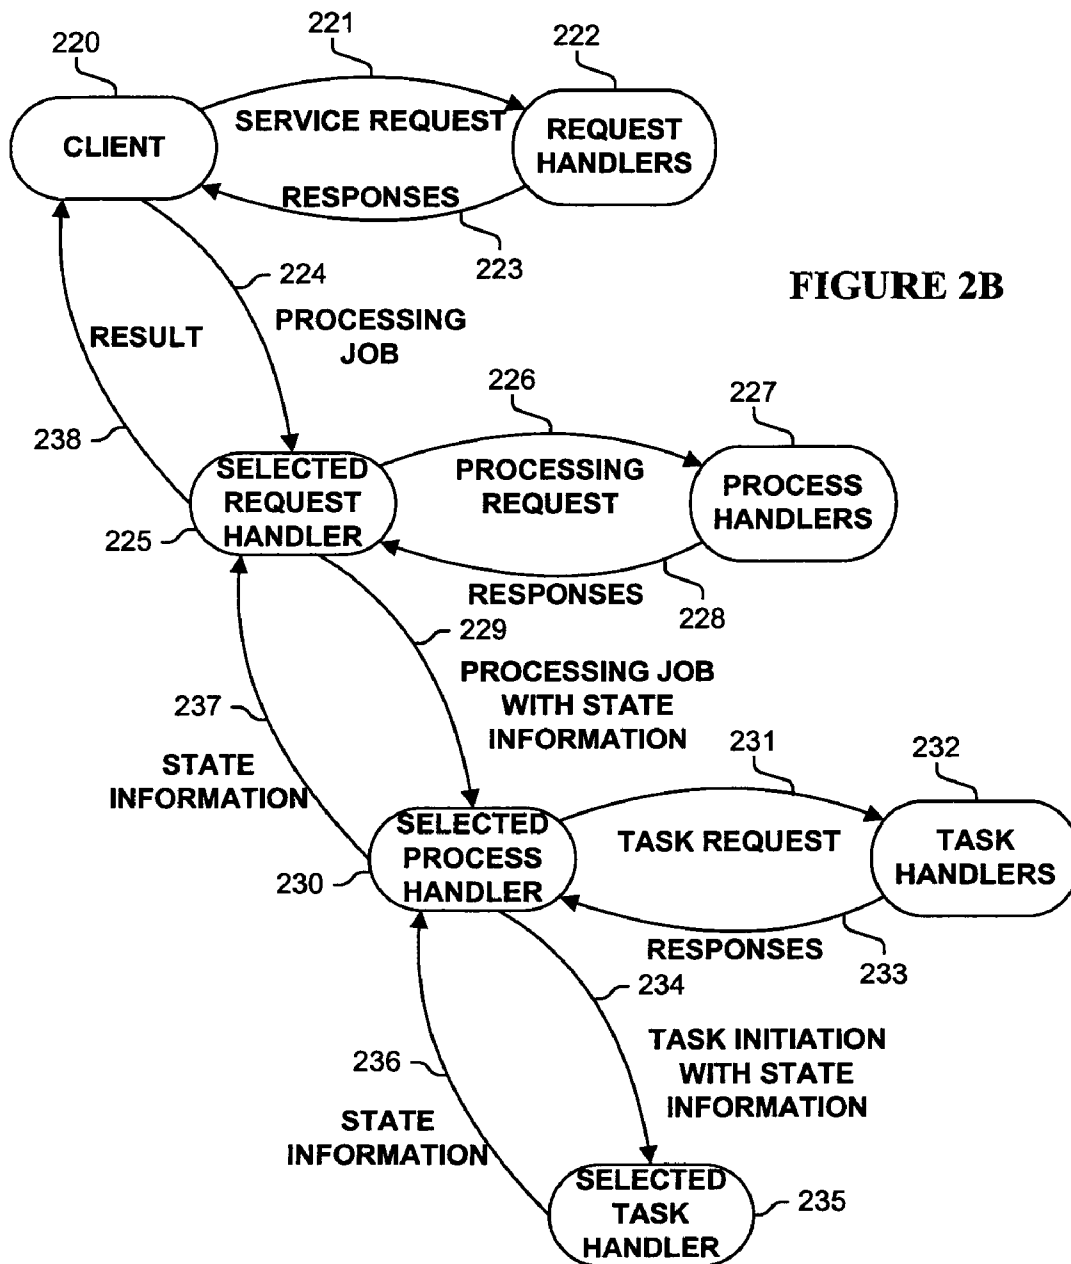 220
221
222
CLIENT
SERVICE REQUEST
REQUEST
HANDLERS
RESPONSES
223
224
FIGURE 2B
RESULT
PROCESSING
JOB
226
227
238
SELECTED
REQUEST
HANDLER
PROCESSING
REQUEST
PROCESS
HANDLERS
225
RESPONSES
228
229
237
PROCESSING JOB
WITH STATE
INFORMATION
STATE
INFORMATION
231
232
SELECTED
PROCESS
HANDLER
TASK REQUEST
TASK
HANDLERS
230
RESPONSES
233
234
236
TASK INITIATION
WITH STATE
INFORMATION
STATE
INFORMATION
SELECTED
TASK
HANDLER
235